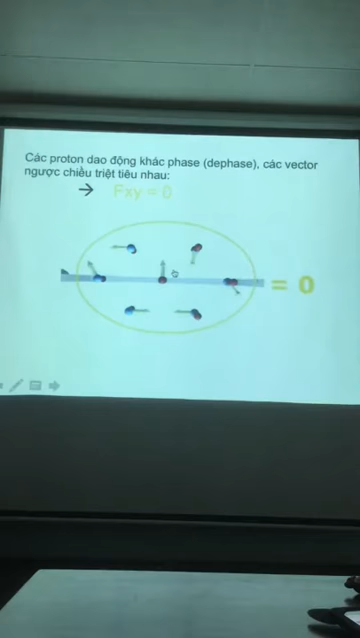 Các proton dao động khác phase (dephase), các vector
ngược chiều triệt tiêu nhau:
→ Fxy = 0
= 0